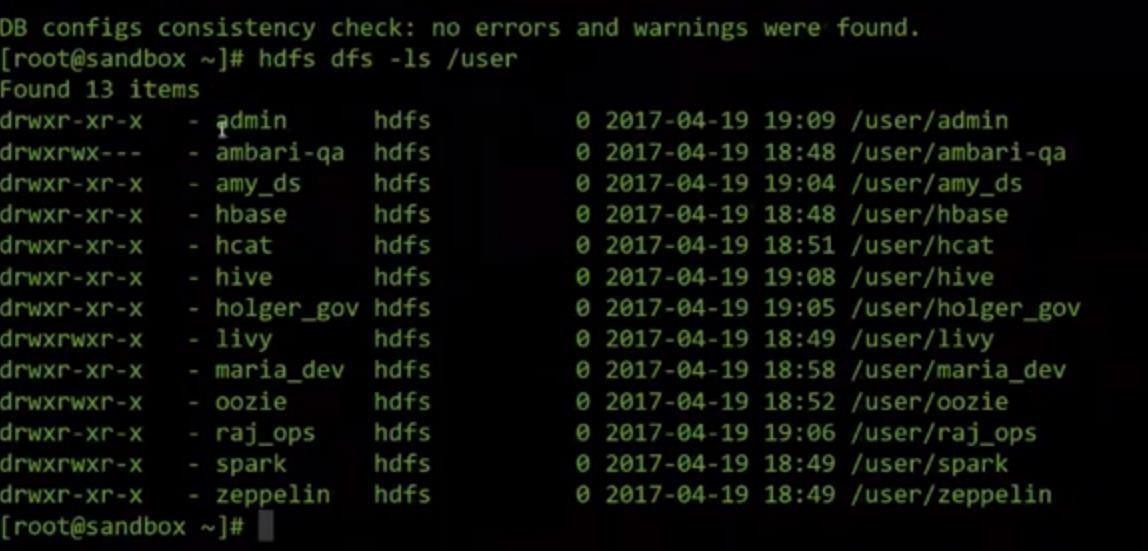 DB configs consistency check: no errors and warnings were found.
[root@sandbox ~]# hdfs dfs -ls /user
Found 13 items
drwxr-xr-x - admin hdfs 0 2017-04-19 19:09 /user/admin
drwxrwx--- - ambari-qa hdfs 0 2017-04-19 18:48 /user/ambari-qa
drwxr-xr-x - amy_ds hdfs 0 2017-04-19 19:04 /user/amy_ds
drwxr-xr-x - hbase hdfs 0 2017-04-19 18:48 /user/hbase
drwxr-xr-x - hcat hdfs 0 2017-04-19 18:51 /user/hcat
drwxr-xr-x - hive hdfs 0 2017-04-19 19:08 /user/hive
drwxr-xr-x - holger_gov hdfs 0 2017-04-19 19:05 /user/holger_gov
drwxrwxr-x - livy hdfs 0 2017-04-19 18:49 /user/livy
drwxr-xr-x - maria_dev hdfs 0 2017-04-19 18:58 /user/maria_dev
drwxrwxr-x - oozie hdfs 0 2017-04-19 18:52 /user/oozie
drwxr-xr-x - raj_ops hdfs 0 2017-04-19 19:06 /user/raj_ops
drwxrwxr-x - spark hdfs 0 2017-04-19 18:49 /user/spark
drwxr-xr-x - zeppelin hdfs 0 2017-04-19 18:49 /user/zeppelin
[root@sandbox ~]#